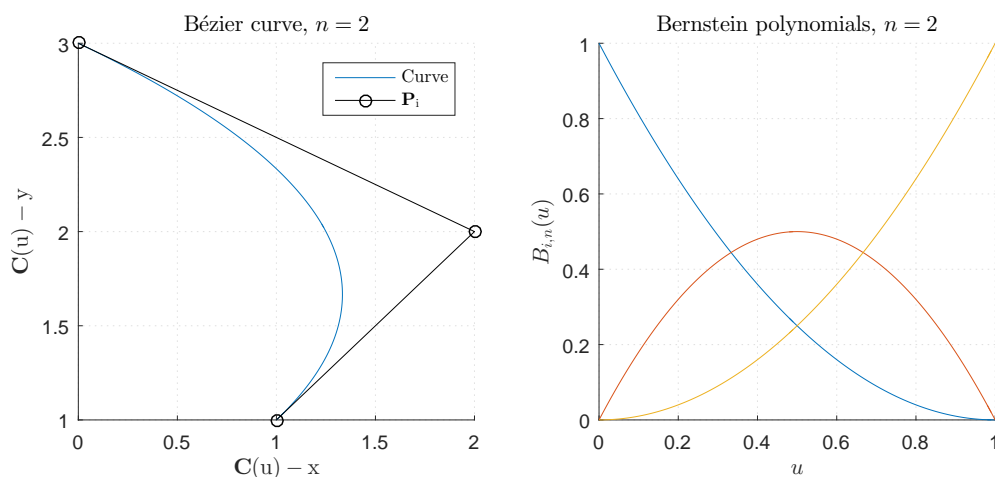 Bézier curve, n = 2
3
2.5
2
1.5
1
0
0.5
1
1.5
2
C(u) − x
C(u) − y
Curve
P_i
Bernstein polynomials, n = 2
1
0.8
0.6
0.4
0.2
0
0
0.2
0.4
0.6
0.8
1
u
B_{i,n}(u)